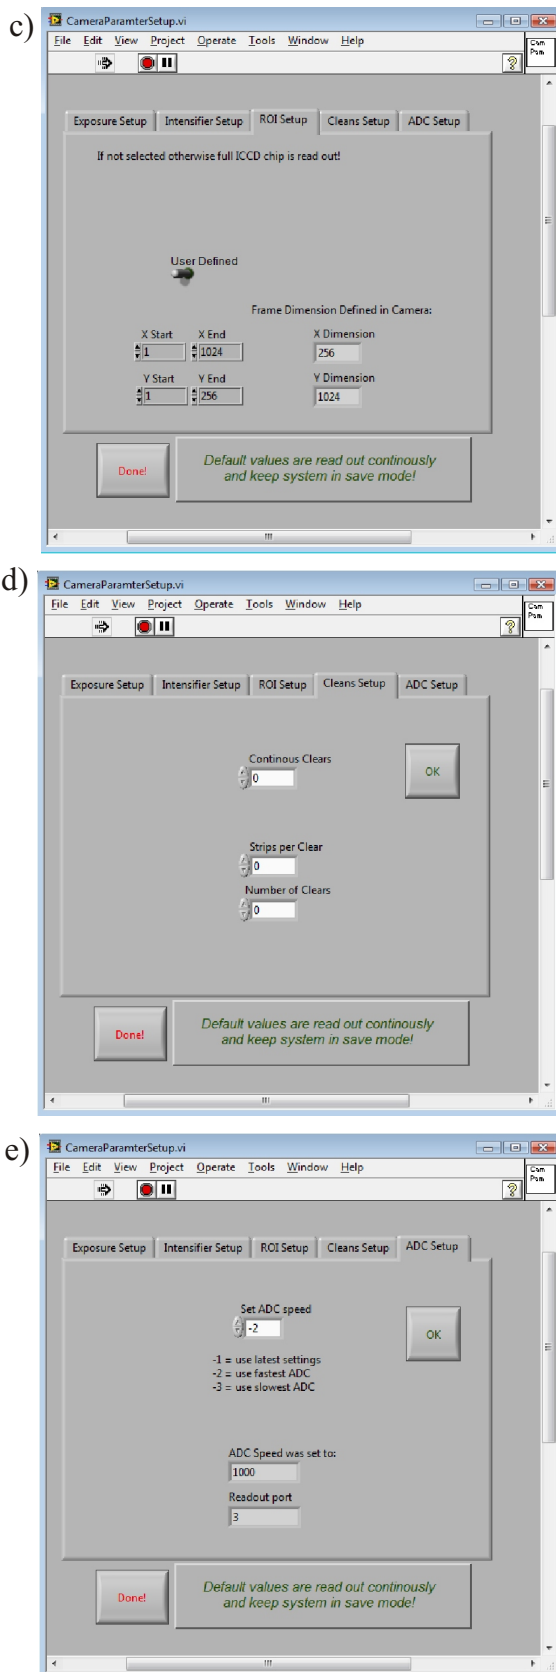 c)
CameraParamterSetup.vi
File Edit View Project Operate Tools Window Help
Cam
Pam
Exposure Setup Intensifier Setup ROI Setup Cleans Setup ADC Setup
If not selected otherwise full ICCD chip is read out!
User Defined
Frame Dimension Defined in Camera:
X Start X End X Dimension
1 1024 256
Y Start Y End Y Dimension
1 256 1024
Done!
Default values are read out continously
and keep system in save mode!
d)
CameraParamterSetup.vi
File Edit View Project Operate Tools Window Help
Cam
Pam
Exposure Setup Intensifier Setup ROI Setup Cleans Setup ADC Setup
Continous Clears
0
OK
Strips per Clear
0
Number of Clears
0
Done!
Default values are read out continously
and keep system in save mode!
e)
CameraParamterSetup.vi
File Edit View Project Operate Tools Window Help
Cam
Pam
Exposure Setup Intensifier Setup ROI Setup Cleans Setup ADC Setup
Set ADC speed
-2
OK
-1 = use latest settings
-2 = use fastest ADC
-3 = use slowest ADC
ADC Speed was set to:
1000
Readout port
3
Done!
Default values are read out continously
and keep system in save mode!